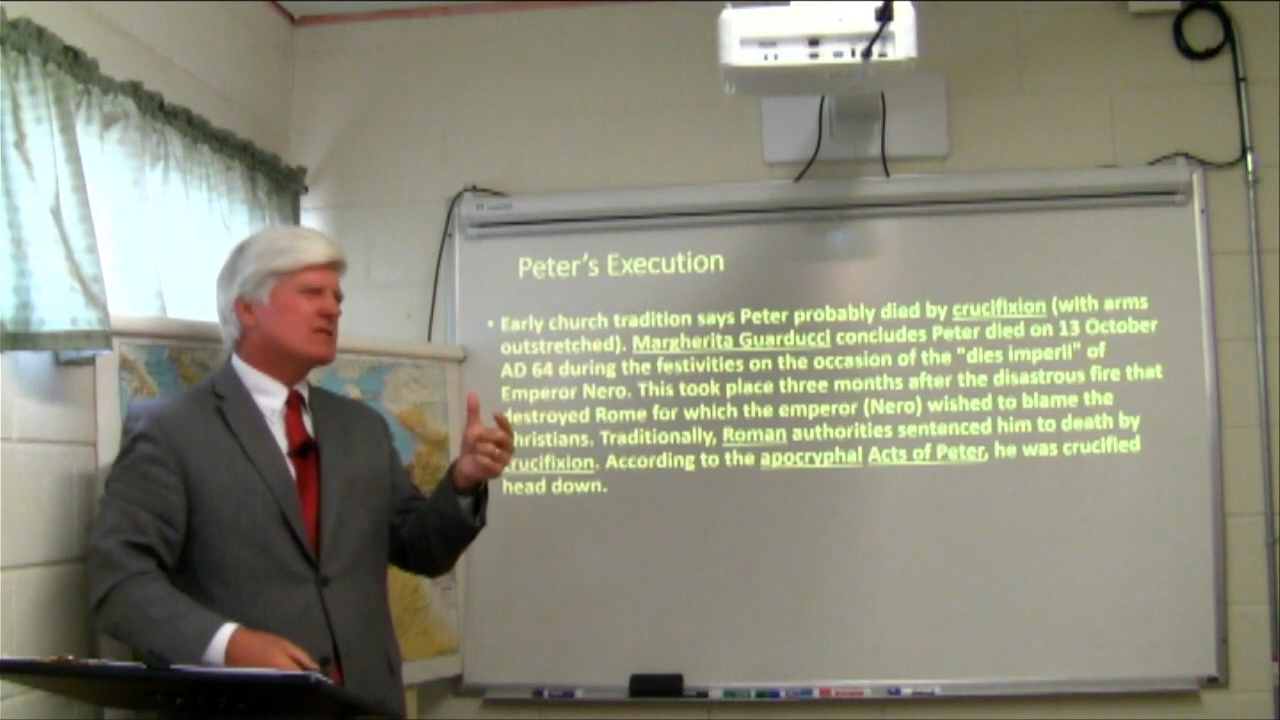 Peter's Execution
• Early church tradition says Peter probably died by crucifixion (with arms
outstretched). Margherita Guarducci concludes Peter died on 13 October
AD 64 during the festivities on the occasion of the "dies imperii" of
Emperor Nero. This took place three months after the disastrous fire that
destroyed Rome for which the emperor (Nero) wished to blame the
Christians. Traditionally, Roman authorities sentenced him to death by
crucifixion. According to the apocryphal Acts of Peter, he was crucified
head down.